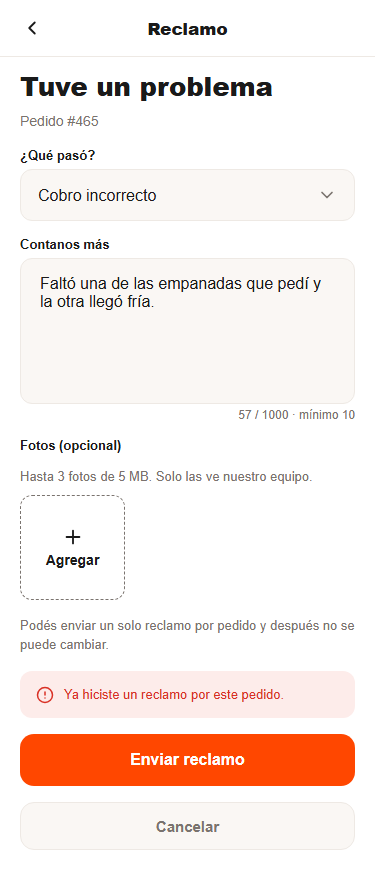 Reclamo
Tuve un problema
Pedido #465
¿Qué pasó?
Cobro incorrecto
Contanos más
Faltó una de las empanadas que pedí y
la otra llegó fría.
57 / 1000 · mínimo 10
Fotos (opcional)
Hasta 3 fotos de 5 MB. Solo las ve nuestro equipo.
Agregar
Podés enviar un solo reclamo por pedido y después no se
puede cambiar.
Ya hiciste un reclamo por este pedido.
Enviar reclamo
Cancelar